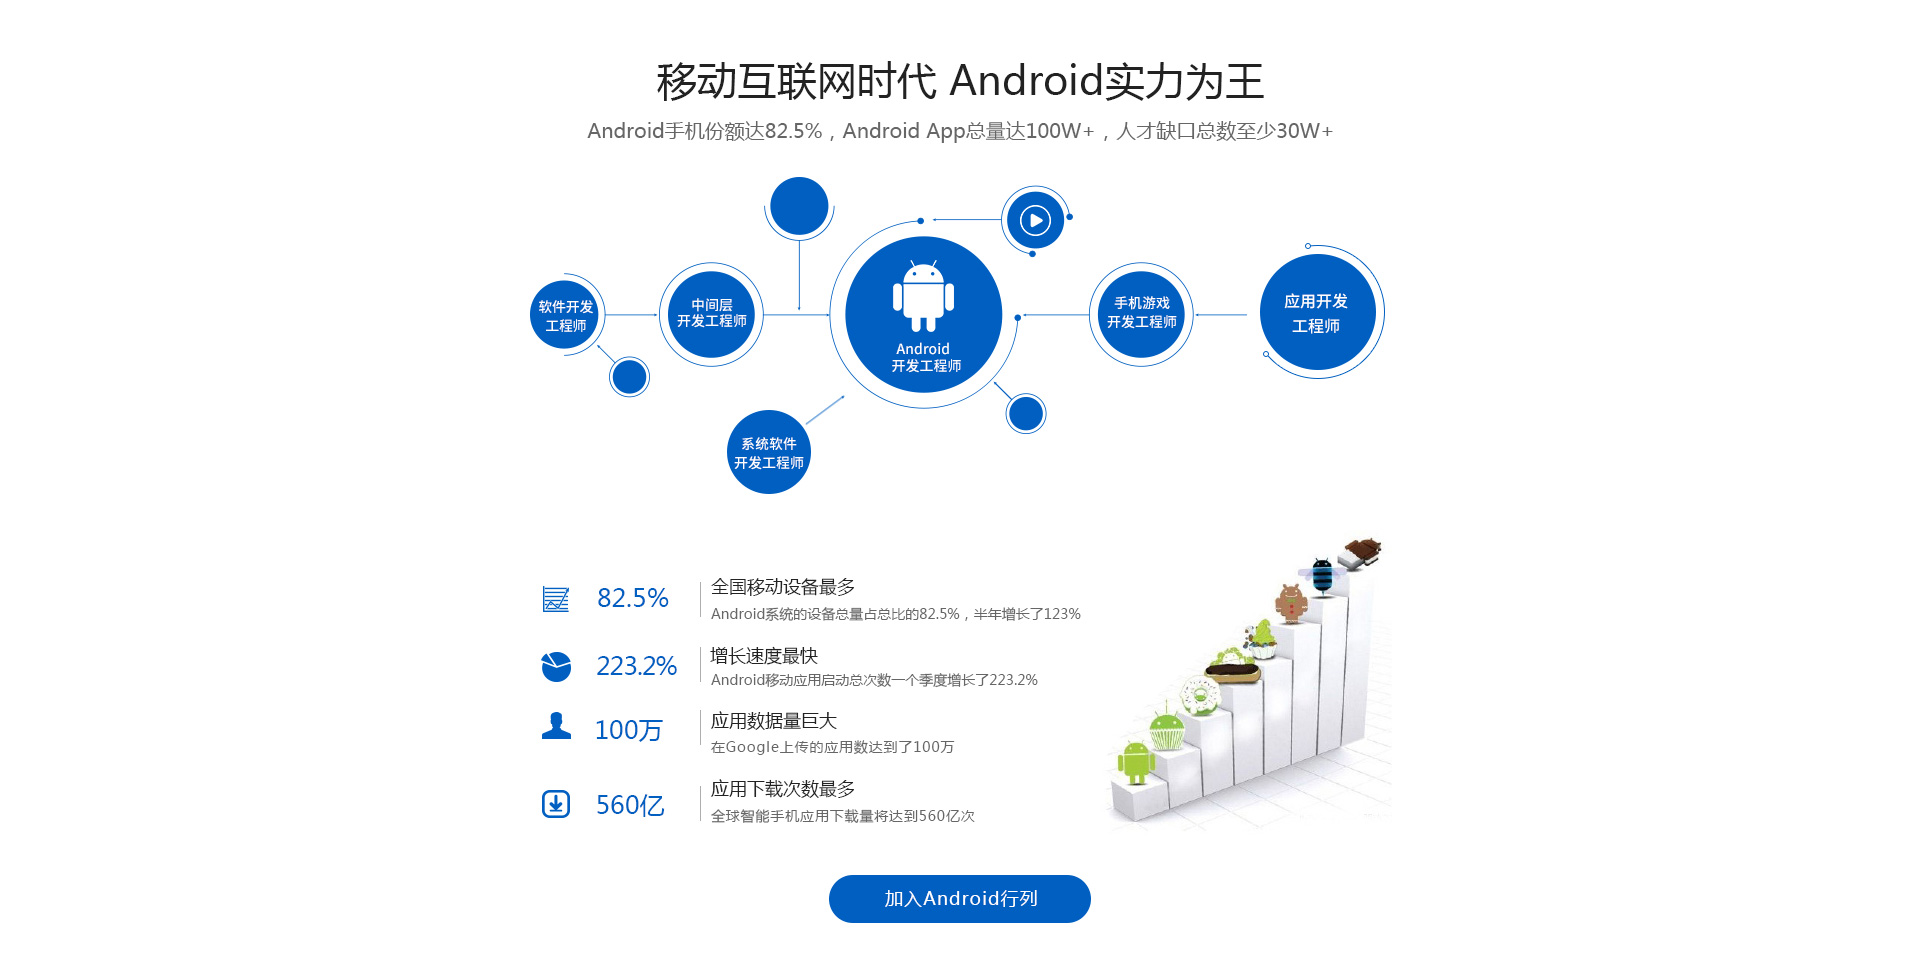 移动互联网时代 Android实力为王
Android手机份额达82.5%，Android App总量达100W+，人才缺口总数至少30W+
软件开发
工程师
中间层
开发工程师
Android
开发工程师
手机游戏
开发工程师
应用开发
工程师
系统软件
开发工程师
82.5%
全国移动设备最多
Android系统的设备总量占总比的82.5%，半年增长了123%
223.2%
增长速度最快
Android移动应用启动总次数一个季度增长了223.2%
100万
应用数据量巨大
在Google上传的应用数达到了100万
560亿
应用下载次数最多
全球智能手机应用下载量将达到560亿次
加入Android行列